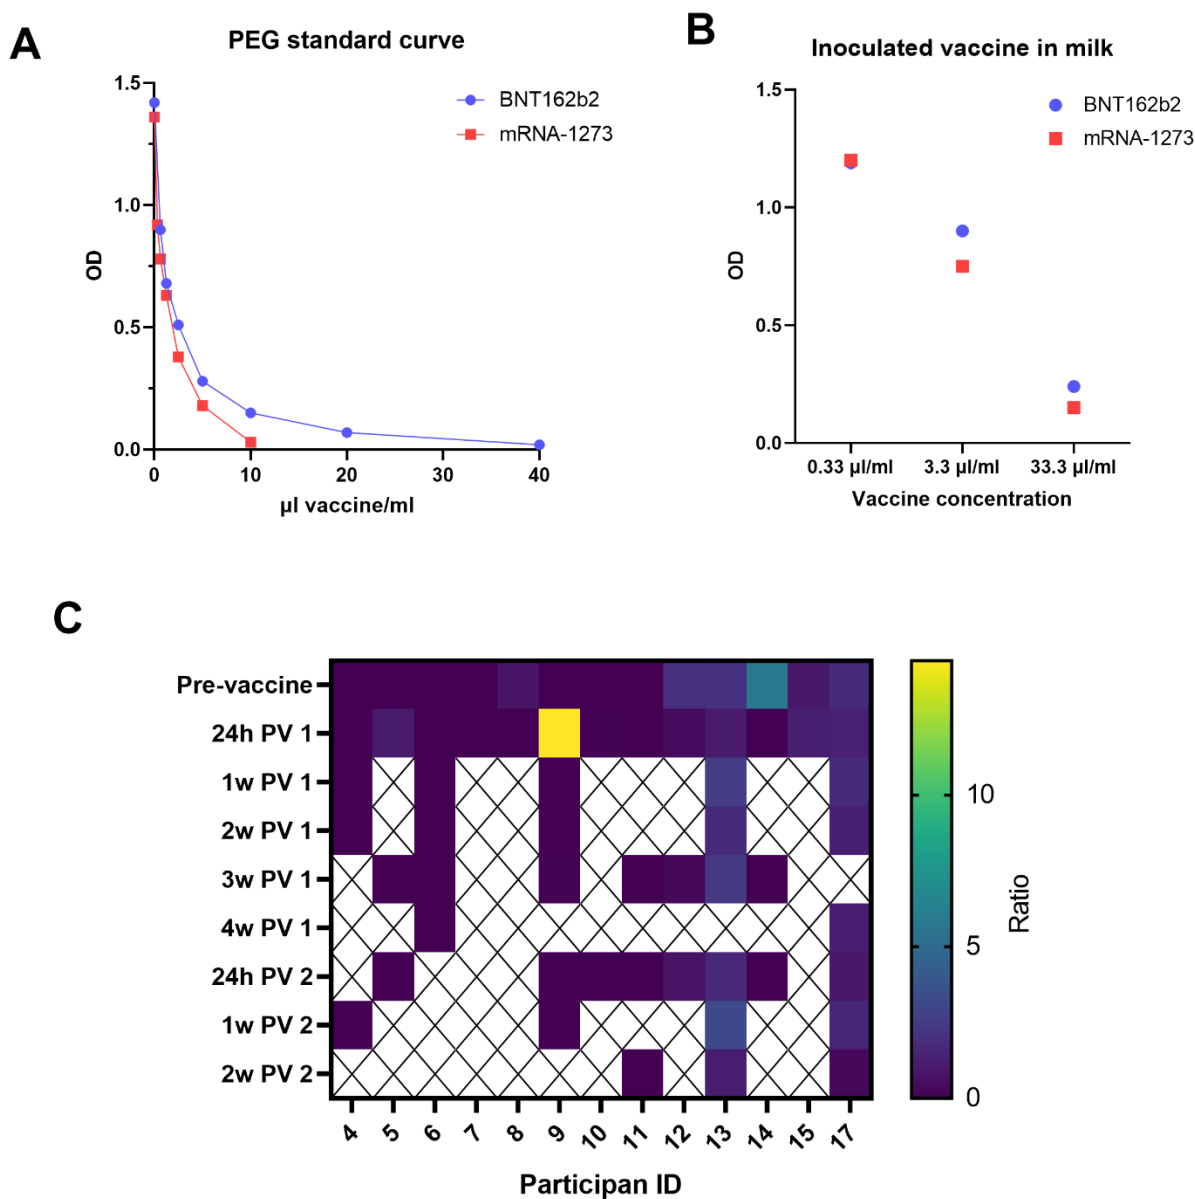 A
PEG standard curve
BNT162b2
mRNA-1273
1.5
1.0
0.5
0.0
OD
0
10
20
30
40
µl vaccine/ml
B
Inoculated vaccine in milk
BNT162b2
mRNA-1273
1.5
1.0
0.5
0.0
OD
0.33 µl/ml
3.3 µl/ml
33.3 µl/ml
Vaccine concentration
C
Pre-vaccine
24h PV 1
1w PV 1
2w PV 1
3w PV 1
4w PV 1
24h PV 2
1w PV 2
2w PV 2
4
5
6
7
8
9
10
11
12
13
14
15
17
Participan ID
10
5
0
Ratio